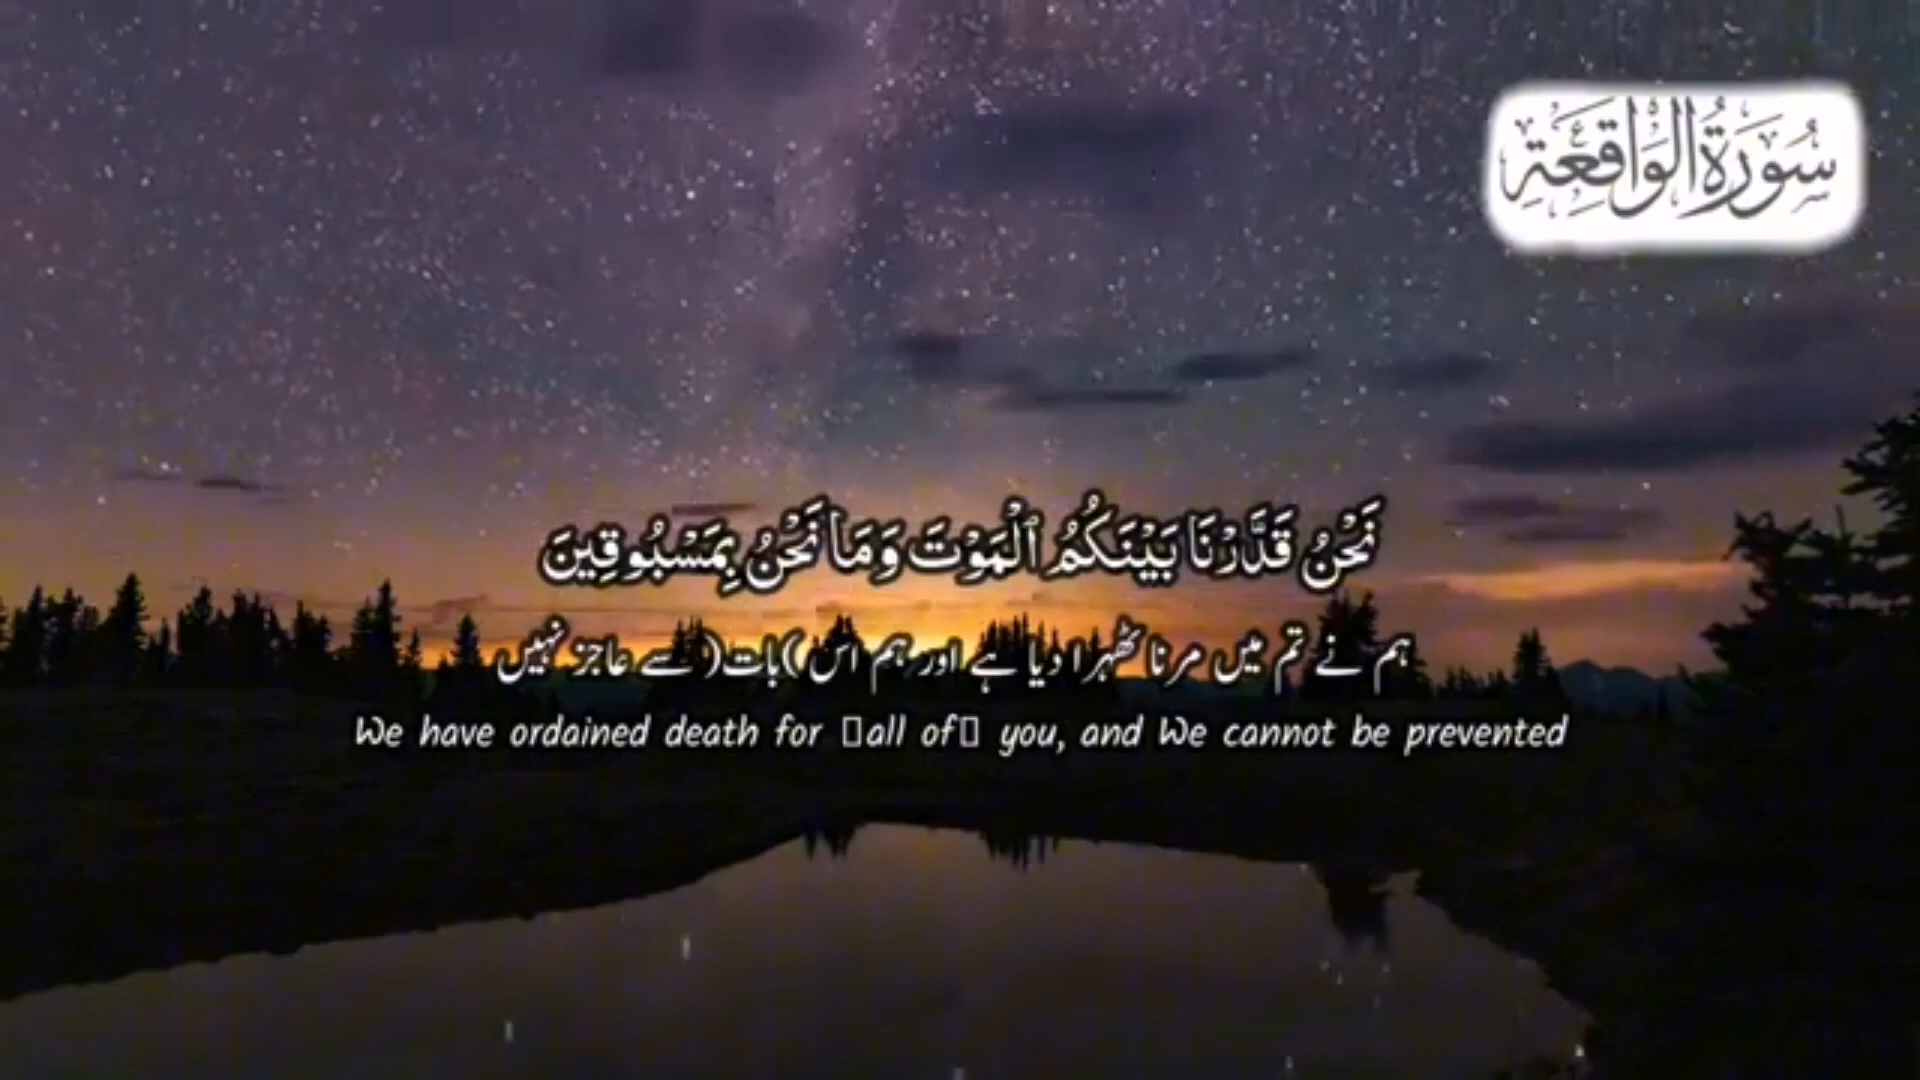 سُورَةُ الْوَاقِعَةِ
نَحْنُ قَدَّرْنَا بَيْنَكُمُ ٱلْمَوْتَ وَمَا نَحْنُ بِمَسْبُوقِينَ
ہم نے تم میں مرنا ٹھہرا دیا ہے اور ہم اس )بات( سے عاجز نہیں
We have ordained death for ▯all of▯ you, and We cannot be prevented